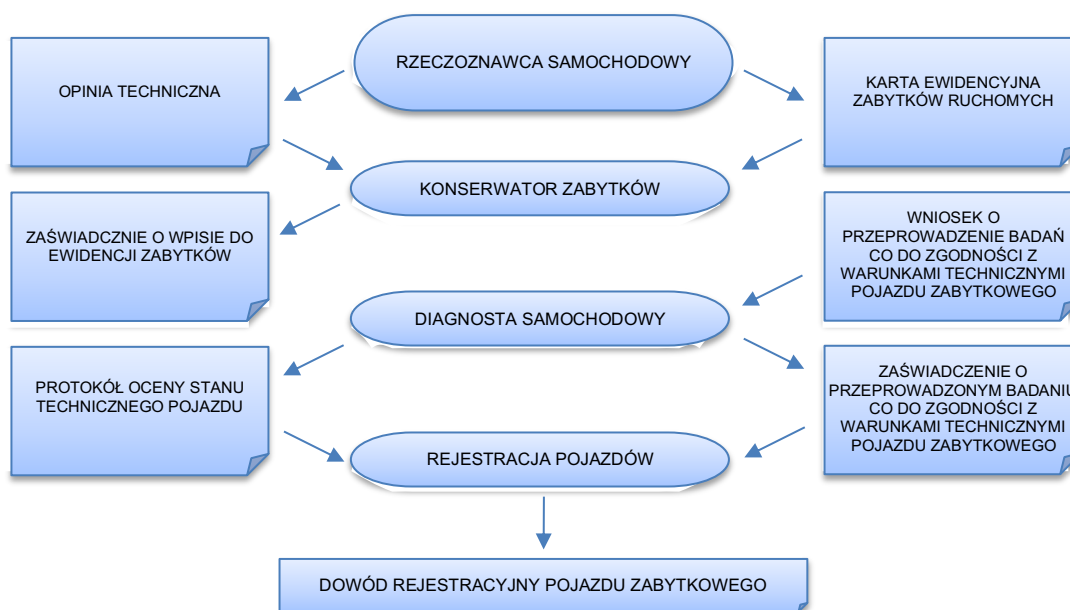 RZECZOZNAWCA SAMOCHODOWY
OPINIA TECHNICZNA
KARTA EWIDENCYJNA
ZABYTKÓW RUCHOMYCH
KONSERWATOR ZABYTKÓW
ZAŚWIADCZNIE O WPISIE DO
EWIDENCJI ZABYTKÓW
WNIOSEK O
PRZEPROWADZENIE BADAŃ
CO DO ZGODNOŚCI Z
WARUNKAMI TECHNICZNYMI
POJAZDU ZABYTKOWEGO
DIAGNOSTA SAMOCHODOWY
PROTOKÓŁ OCENY STANU
TECHNICZNEGO POJAZDU
ZAŚWIADCZENIE O
PRZEPROWADZONYM BADANIU
CO DO ZGODNOŚCI Z
WARUNKAMI TECHNICZNYMI
POJAZDU ZABYTKOWEGO
REJESTRACJA POJAZDÓW
DOWÓD REJESTRACYJNY POJAZDU ZABYTKOWEGO